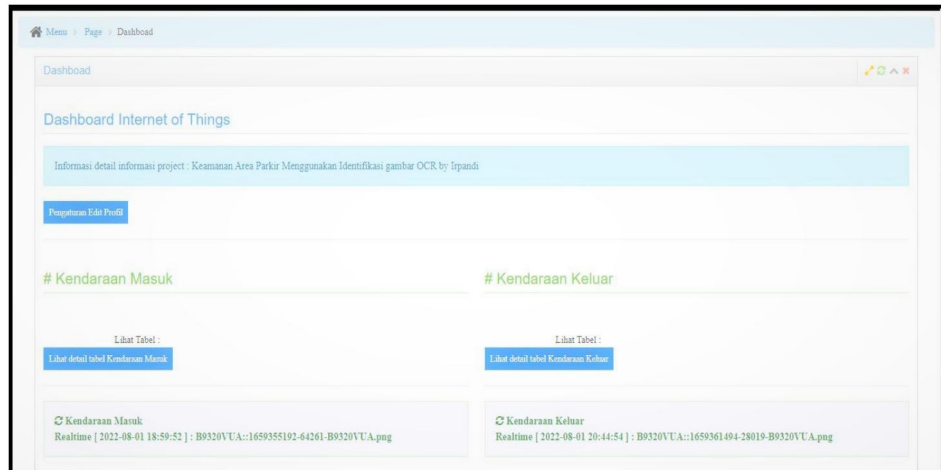 Menu > Page > Dashboad
Dashboad
Dashboard Internet of Things
Informasi detail informasi project : Keamanan Area Parkir Menggunakan Identifikasi gambar OCR by Irpandi
Pengaturan Edit Profil
# Kendaraan Masuk
Lihat Tabel :
Lihat detail tabel Kendaraan Masuk
Kendaraan Masuk
Realtime [ 2022-08-01 18:59:52 ] : B9320VUA::1659355192-64261-B9320VUA.png
# Kendaraan Keluar
Lihat Tabel :
Lihat detail tabel Kendaraan Keluar
Kendaraan Keluar
Realtime [ 2022-08-01 20:44:54 ] : B9320VUA::1659361494-28019-B9320VUA.png